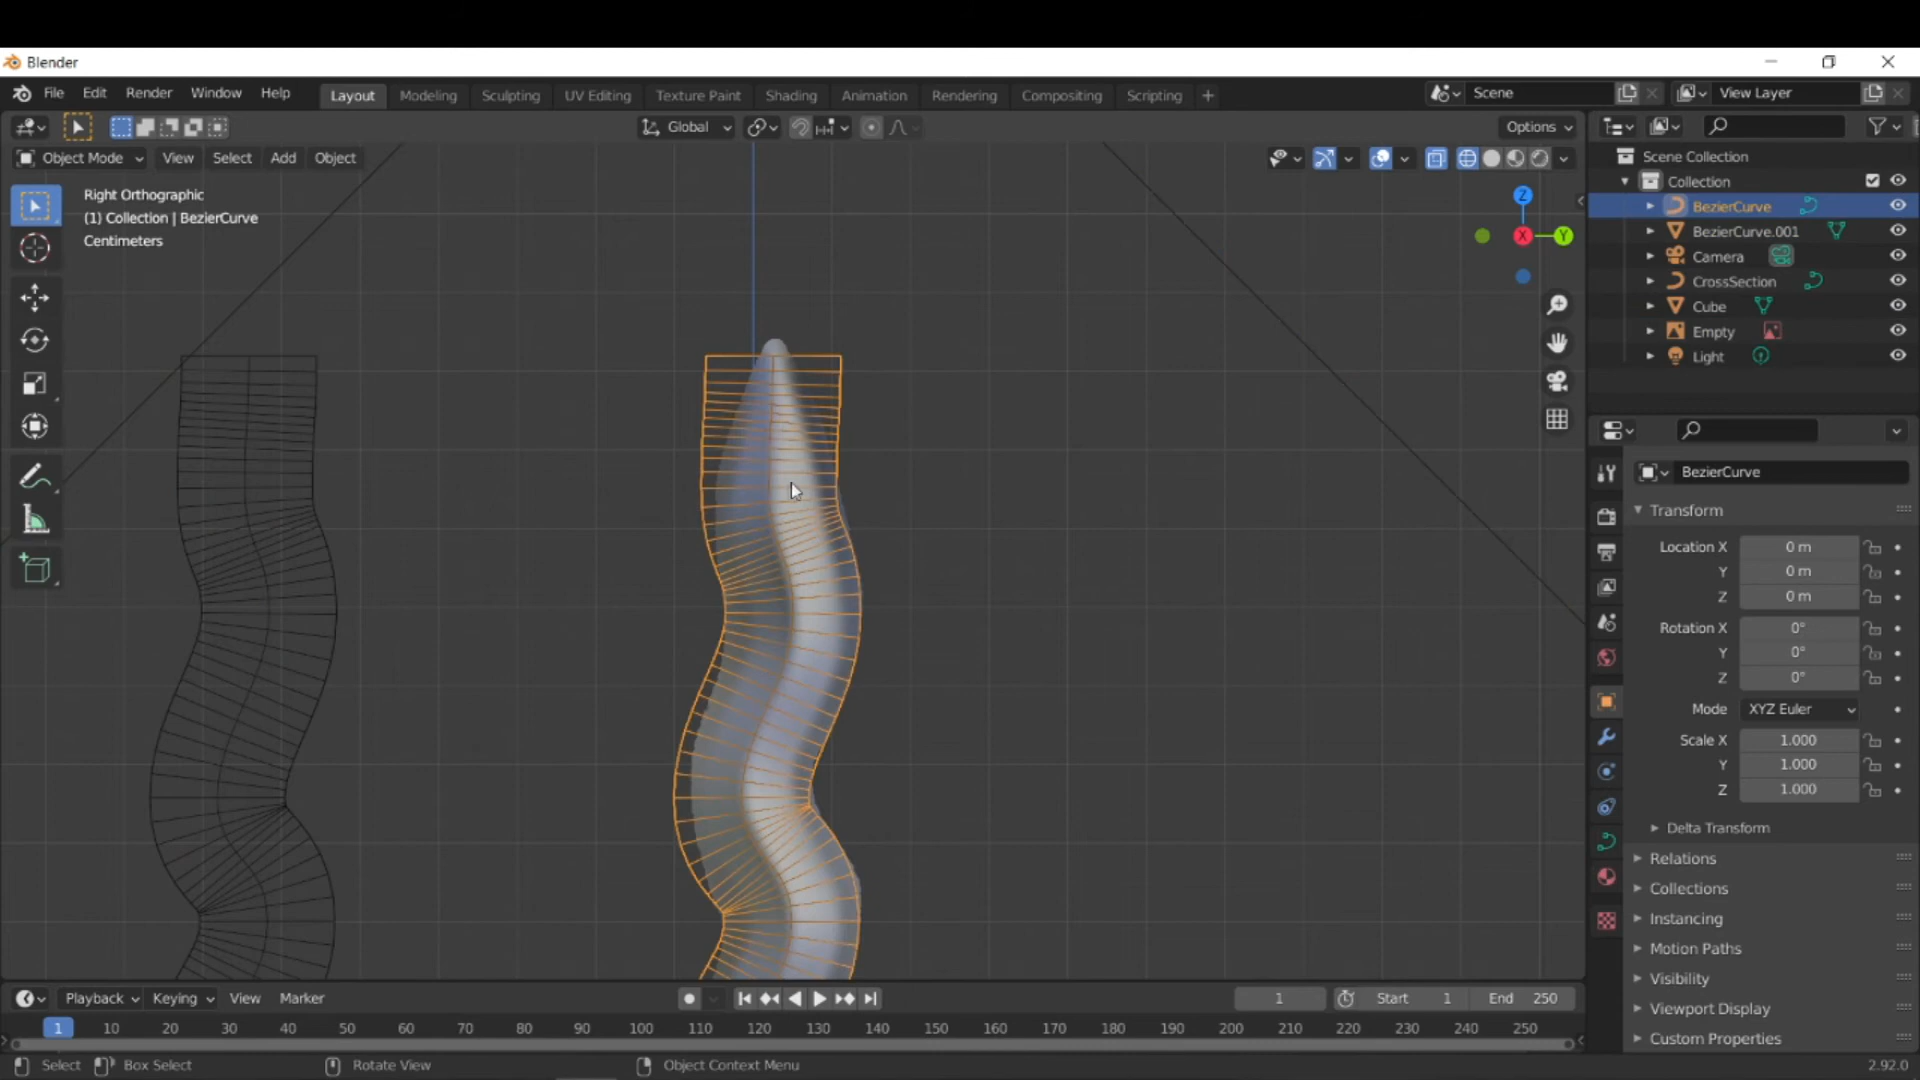 Blender
File Edit Render Window Help Layout Modeling Sculpting UV Editing Texture Paint Shading Animation Rendering Compositing Scripting + Scene View Layer
Global Options
Object Mode View Select Add Object
Right Orthographic
(1) Collection | BezierCurve
Centimeters
Z
X
Y
Scene Collection
Collection
BezierCurve
BezierCurve.001
Camera
CrossSection
Cube
Empty
Light
BezierCurve
Transform
Location X 0 m
Y 0 m
Z 0 m
Rotation X 0°
Y 0°
Z 0°
Mode XYZ Euler
Scale X 1.000
Y 1.000
Z 1.000
Delta Transform
Relations
Collections
Instancing
Motion Paths
Visibility
Viewport Display
Custom Properties
Playback Keying View Marker 1 Start 1 End 250
1 10 20 30 40 50 60 70 80 90 100 110 120 130 140 150 160 170 180 190 200 210 220 230 240 250
Select Box Select Rotate View Object Context Menu 2.92.0